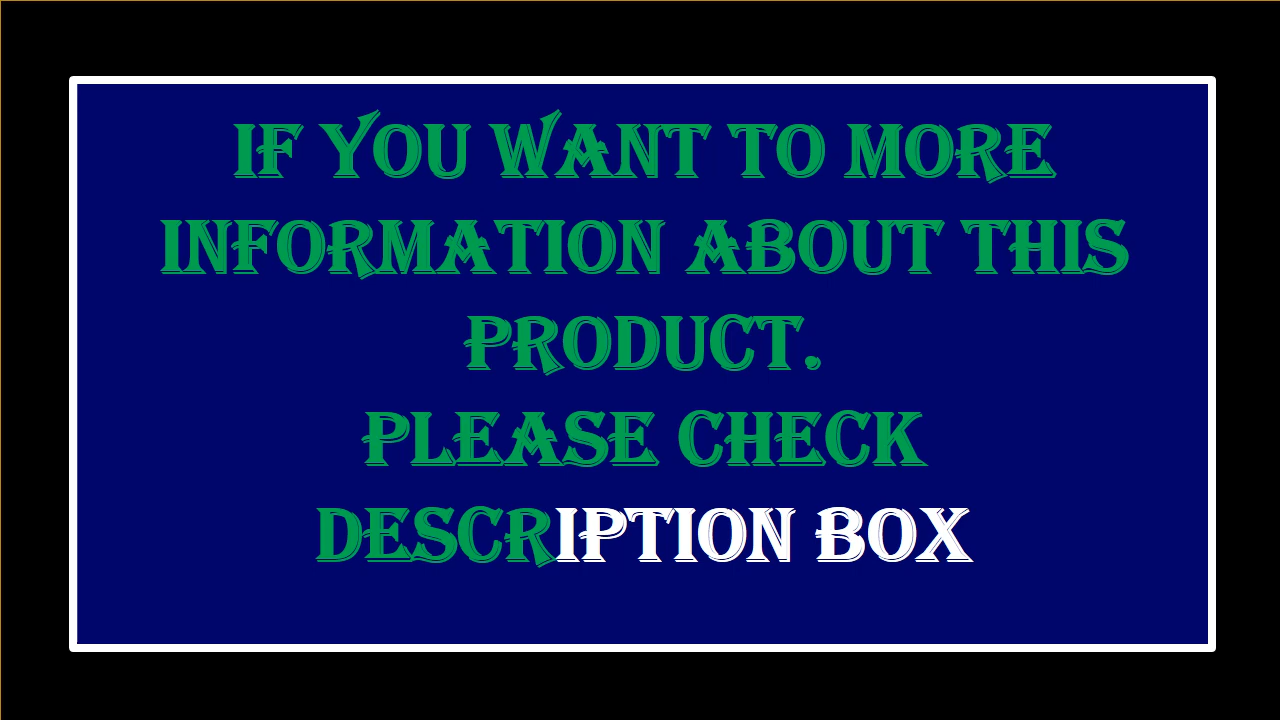 IF YOU WANT TO MORE
INFORMATION ABOUT THIS
PRODUCT.
PLEASE CHECK
DESCRIPTION BOX